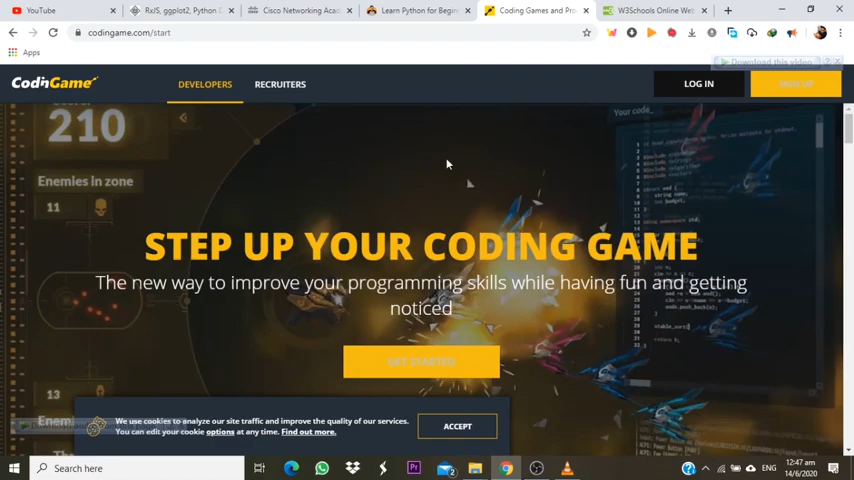 YouTube
RxJS, ggplot2, Python D
Cisco Networking Acad
Learn Python for Begin
Coding Games and Pro
W3Schools Online Web
codingame.com/start
Apps
Download this video
CodinGame
DEVELOPERS
RECRUITERS
LOG IN
SIGN UP
210
Your code_
Enemies in zone
11
STEP UP YOUR CODING GAME
The new way to improve your programming skills while having fun and getting
noticed
GET STARTED
13
We use cookies to analyze our site traffic and improve the quality of our services.
You can edit your cookie options at any time. Find out more.
ACCEPT
Search here
ENG
12:47 am
14/6/2020